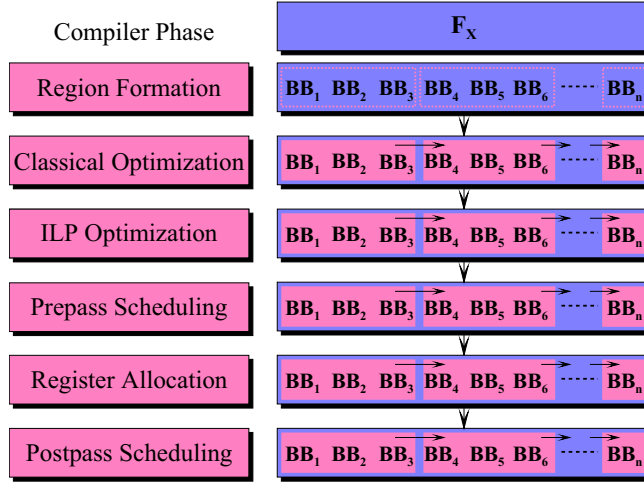 Compiler Phase F_X
Region Formation BB_1 BB_2 BB_3 BB_4 BB_5 BB_6 ------ BB_n
Classical Optimization BB_1 BB_2 BB_3 BB_4 BB_5 BB_6 ------ BB_n
ILP Optimization BB_1 BB_2 BB_3 BB_4 BB_5 BB_6 ------ BB_n
Prepass Scheduling BB_1 BB_2 BB_3 BB_4 BB_5 BB_6 ------ BB_n
Register Allocation BB_1 BB_2 BB_3 BB_4 BB_5 BB_6 ------ BB_n
Postpass Scheduling BB_1 BB_2 BB_3 BB_4 BB_5 BB_6 ------ BB_n